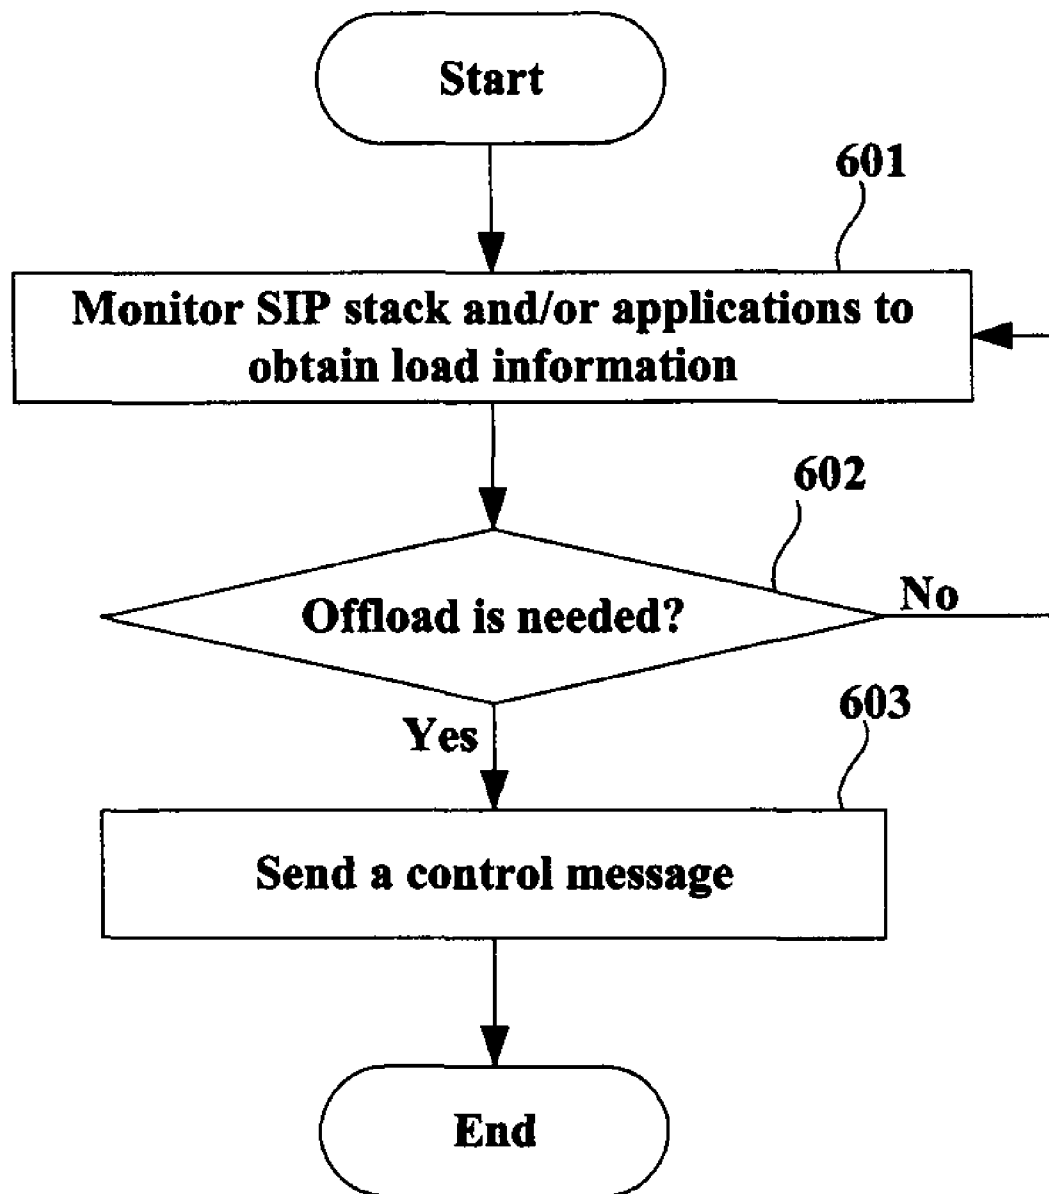 Start
601
Monitor SIP stack and/or applications to
obtain load information
602
Offload is needed?
No
Yes
603
Send a control message
End